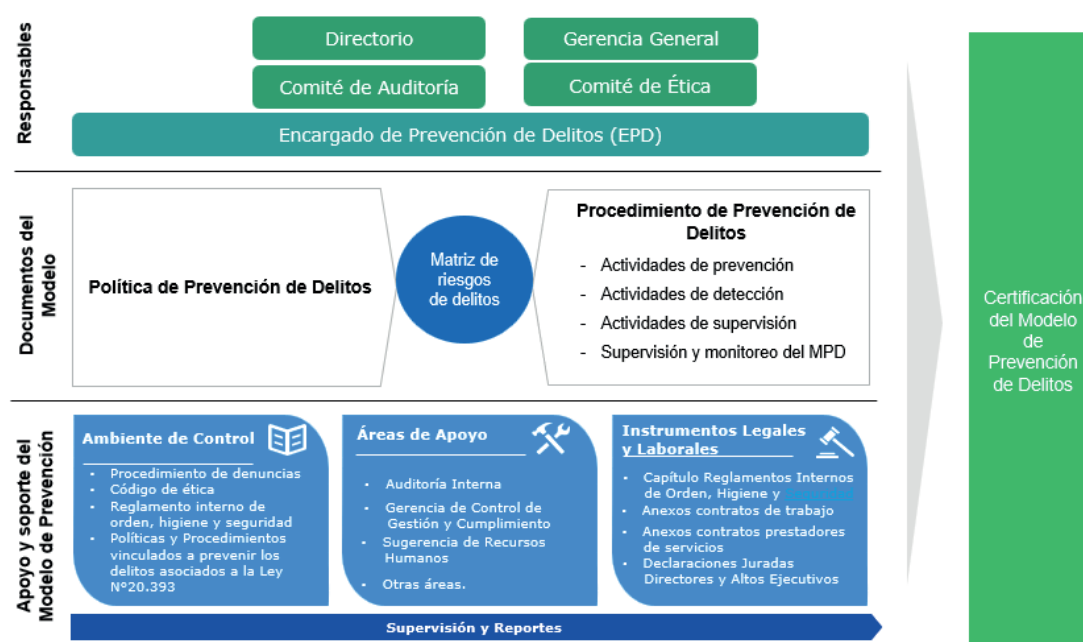 Responsables
Directorio
Gerencia General
Comité de Auditoría
Comité de Ética
Encargado de Prevención de Delitos (EPD)
Documentos del
Modelo
Política de Prevención de Delitos
Matriz de
riesgos
de delitos
Procedimiento de Prevención de
Delitos
- Actividades de prevención
- Actividades de detección
- Actividades de supervisión
- Supervisión y monitoreo del MPD
Apoyo y soporte del
Modelo de Prevención
Ambiente de Control
• Procedimiento de denuncias
• Código de ética
• Reglamento interno de
orden, higiene y seguridad
• Políticas y Procedimientos
vinculados a prevenir los
delitos asociados a la Ley
N°20.393
Áreas de Apoyo
• Auditoría Interna
• Gerencia de Control de
Gestión y Cumplimiento
• Sugerencia de Recursos
Humanos
• Otras áreas.
Instrumentos Legales
y Laborales
• Capítulo Reglamentos Internos
de Orden, Higiene y Seguridad
• Anexos contratos de trabajo
• Anexos contratos prestadores
de servicios
• Declaraciones Juradas
Directores y Altos Ejecutivos
Supervisión y Reportes
Certificación
del Modelo
de
Prevención
de Delitos